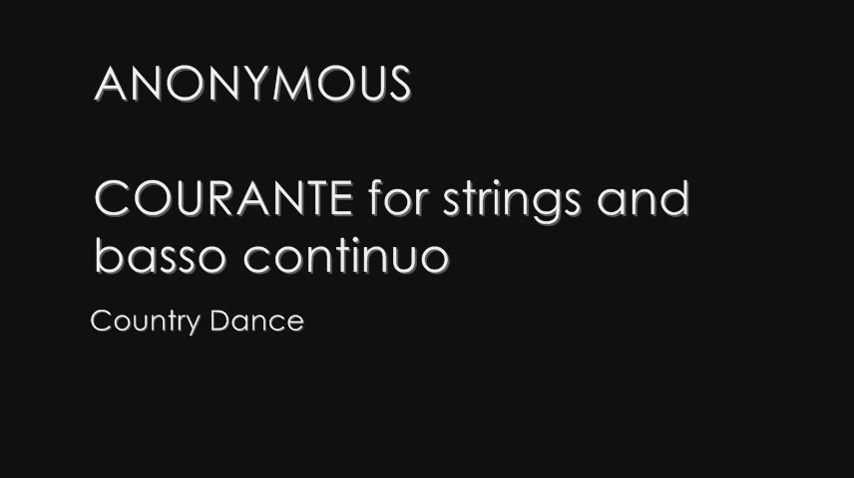 ANONYMOUS
COURANTE for strings and
basso continuo
Country Dance